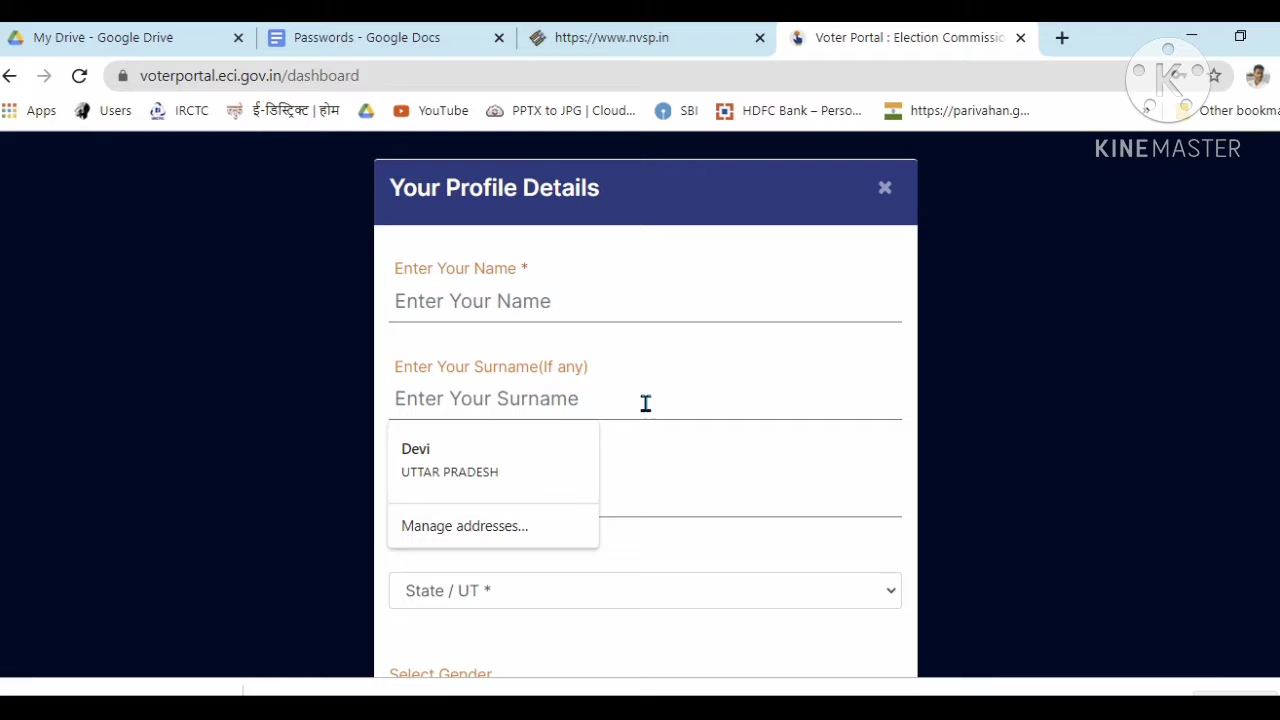 My Drive - Google Drive
Passwords - Google Docs
https://www.nvsp.in
Voter Portal : Election Commissio
voterportal.eci.gov.in/dashboard
K
Apps
Users
IRCTC
ई-डिस्ट्रिक्ट | होम
YouTube
PPTX to JPG | Cloud...
SBI
HDFC Bank – Perso...
https://parivahan.g...
Other bookma
KINEMASTER
Your Profile Details
Enter Your Name *
Enter Your Name
Enter Your Surname(If any)
Enter Your Surname
Devi
UTTAR PRADESH
Manage addresses...
State / UT *
Select Gender